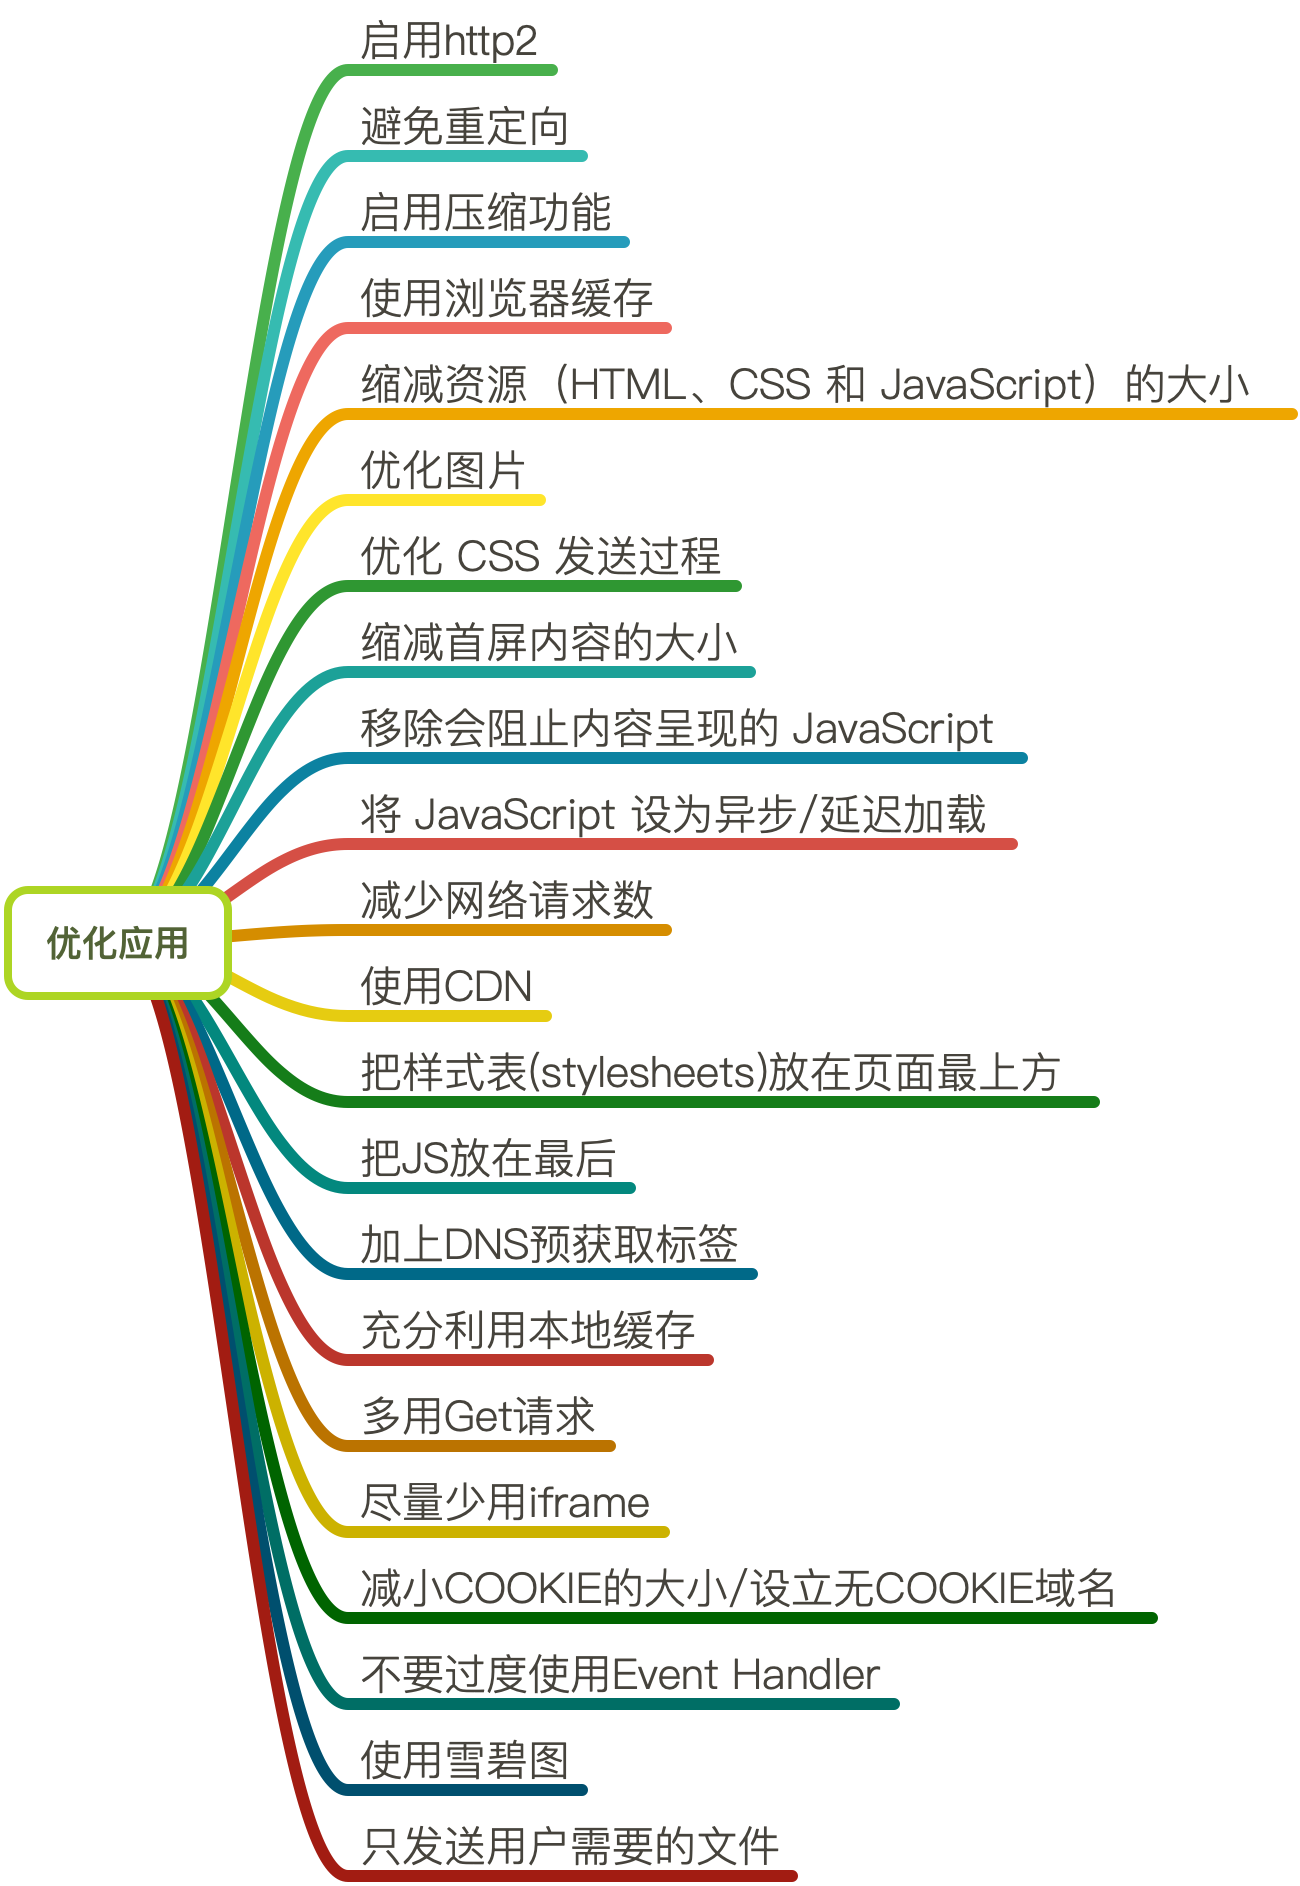 启用http2
避免重定向
启用压缩功能
使用浏览器缓存
缩减资源（HTML、CSS 和 JavaScript）的大小
优化图片
优化 CSS 发送过程
缩减首屏内容的大小
移除会阻止内容呈现的 JavaScript
将 JavaScript 设为异步/延迟加载
减少网络请求数
优化应用
使用CDN
把样式表(stylesheets)放在页面最上方
把JS放在最后
加上DNS预获取标签
充分利用本地缓存
多用Get请求
尽量少用iframe
减小COOKIE的大小/设立无COOKIE域名
不要过度使用Event Handler
使用雪碧图
只发送用户需要的文件